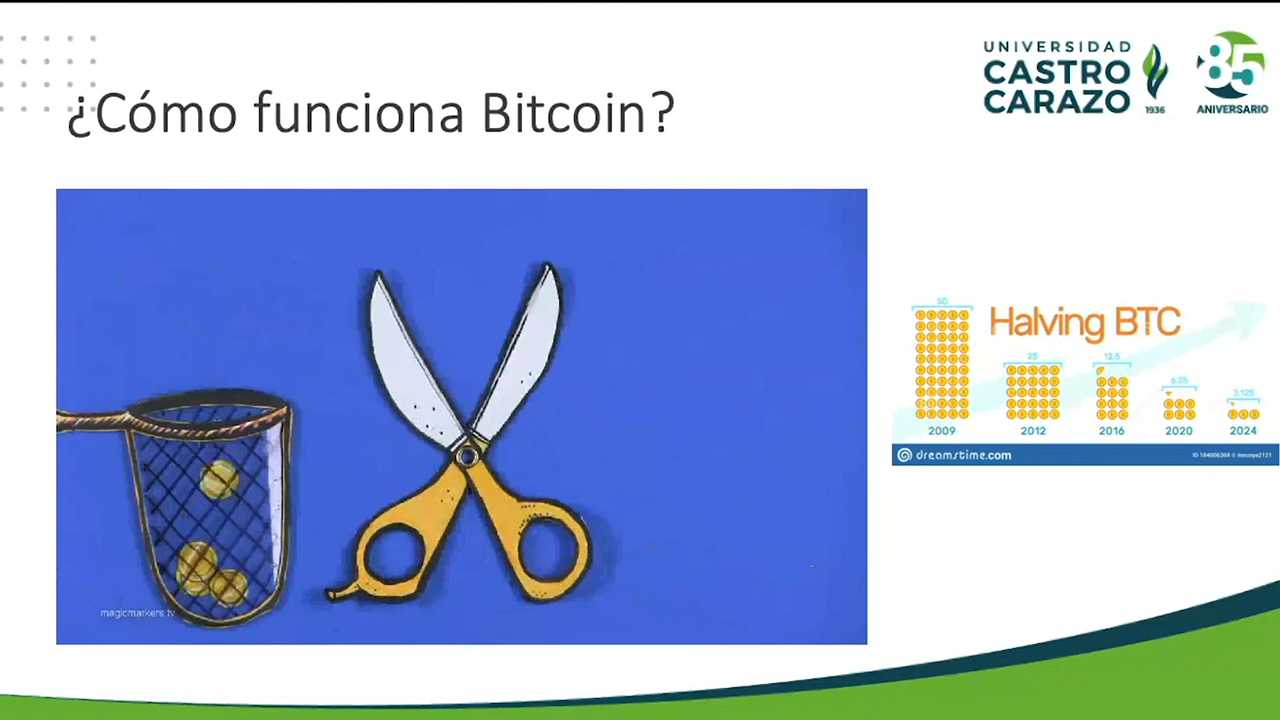 ¿Cómo funciona Bitcoin?
UNIVERSIDAD
CASTRO
CARAZO
1936
85
ANIVERSARIO
magicmarkers.tv
Halving BTC
50
25
12.5
6.25
3.125
2009
2012
2016
2020
2024
dreamstime.com